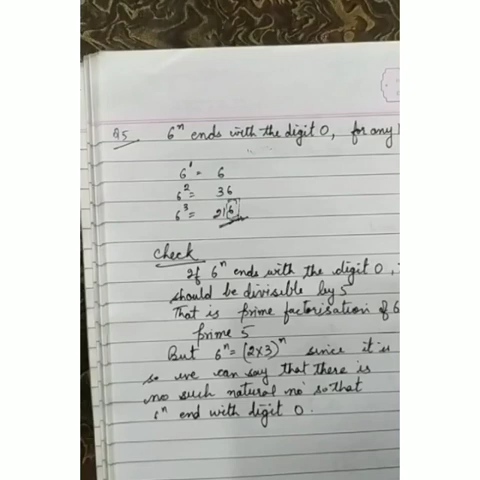 Q5 6ⁿ ends with the digit 0, for any
6¹ = 6
6² = 36
6³ = 216
Check
If 6ⁿ ends with the digit 0,
should be divisible by 5
That is prime factorisation of 6
prime 5
But 6ⁿ = (2×3)ⁿ since it is
so we can say that there is
no such natural no so that
6ⁿ end with digit 0.